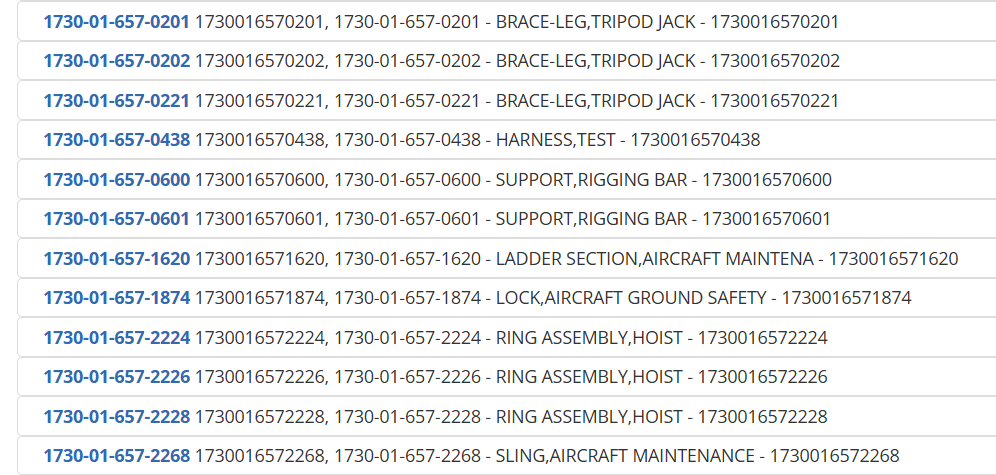 1730-01-657-0201 1730016570201, 1730-01-657-0201 - BRACE-LEG,TRIPOD JACK - 1730016570201
1730-01-657-0202 1730016570202, 1730-01-657-0202 - BRACE-LEG,TRIPOD JACK - 1730016570202
1730-01-657-0221 1730016570221, 1730-01-657-0221 - BRACE-LEG,TRIPOD JACK - 1730016570221
1730-01-657-0438 1730016570438, 1730-01-657-0438 - HARNESS,TEST - 1730016570438
1730-01-657-0600 1730016570600, 1730-01-657-0600 - SUPPORT,RIGGING BAR - 1730016570600
1730-01-657-0601 1730016570601, 1730-01-657-0601 - SUPPORT,RIGGING BAR - 1730016570601
1730-01-657-1620 1730016571620, 1730-01-657-1620 - LADDER SECTION,AIRCRAFT MAINTENA - 1730016571620
1730-01-657-1874 1730016571874, 1730-01-657-1874 - LOCK,AIRCRAFT GROUND SAFETY - 1730016571874
1730-01-657-2224 1730016572224, 1730-01-657-2224 - RING ASSEMBLY,HOIST - 1730016572224
1730-01-657-2226 1730016572226, 1730-01-657-2226 - RING ASSEMBLY,HOIST - 1730016572226
1730-01-657-2228 1730016572228, 1730-01-657-2228 - RING ASSEMBLY,HOIST - 1730016572228
1730-01-657-2268 1730016572268, 1730-01-657-2268 - SLING,AIRCRAFT MAINTENANCE - 1730016572268